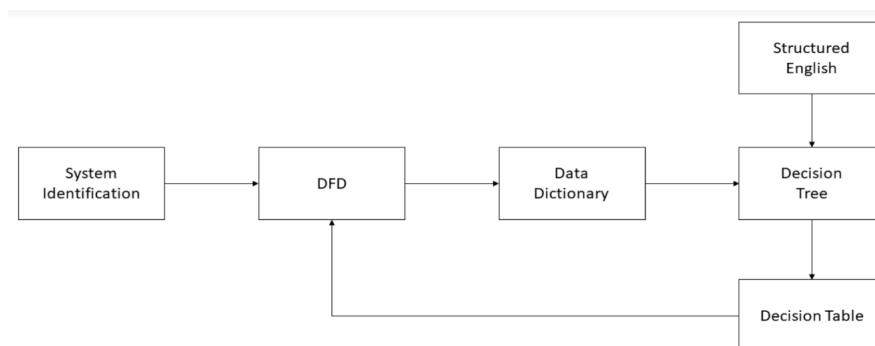 Structured
English
System
Identification
DFD
Data
Dictionary
Decision
Tree
Decision Table